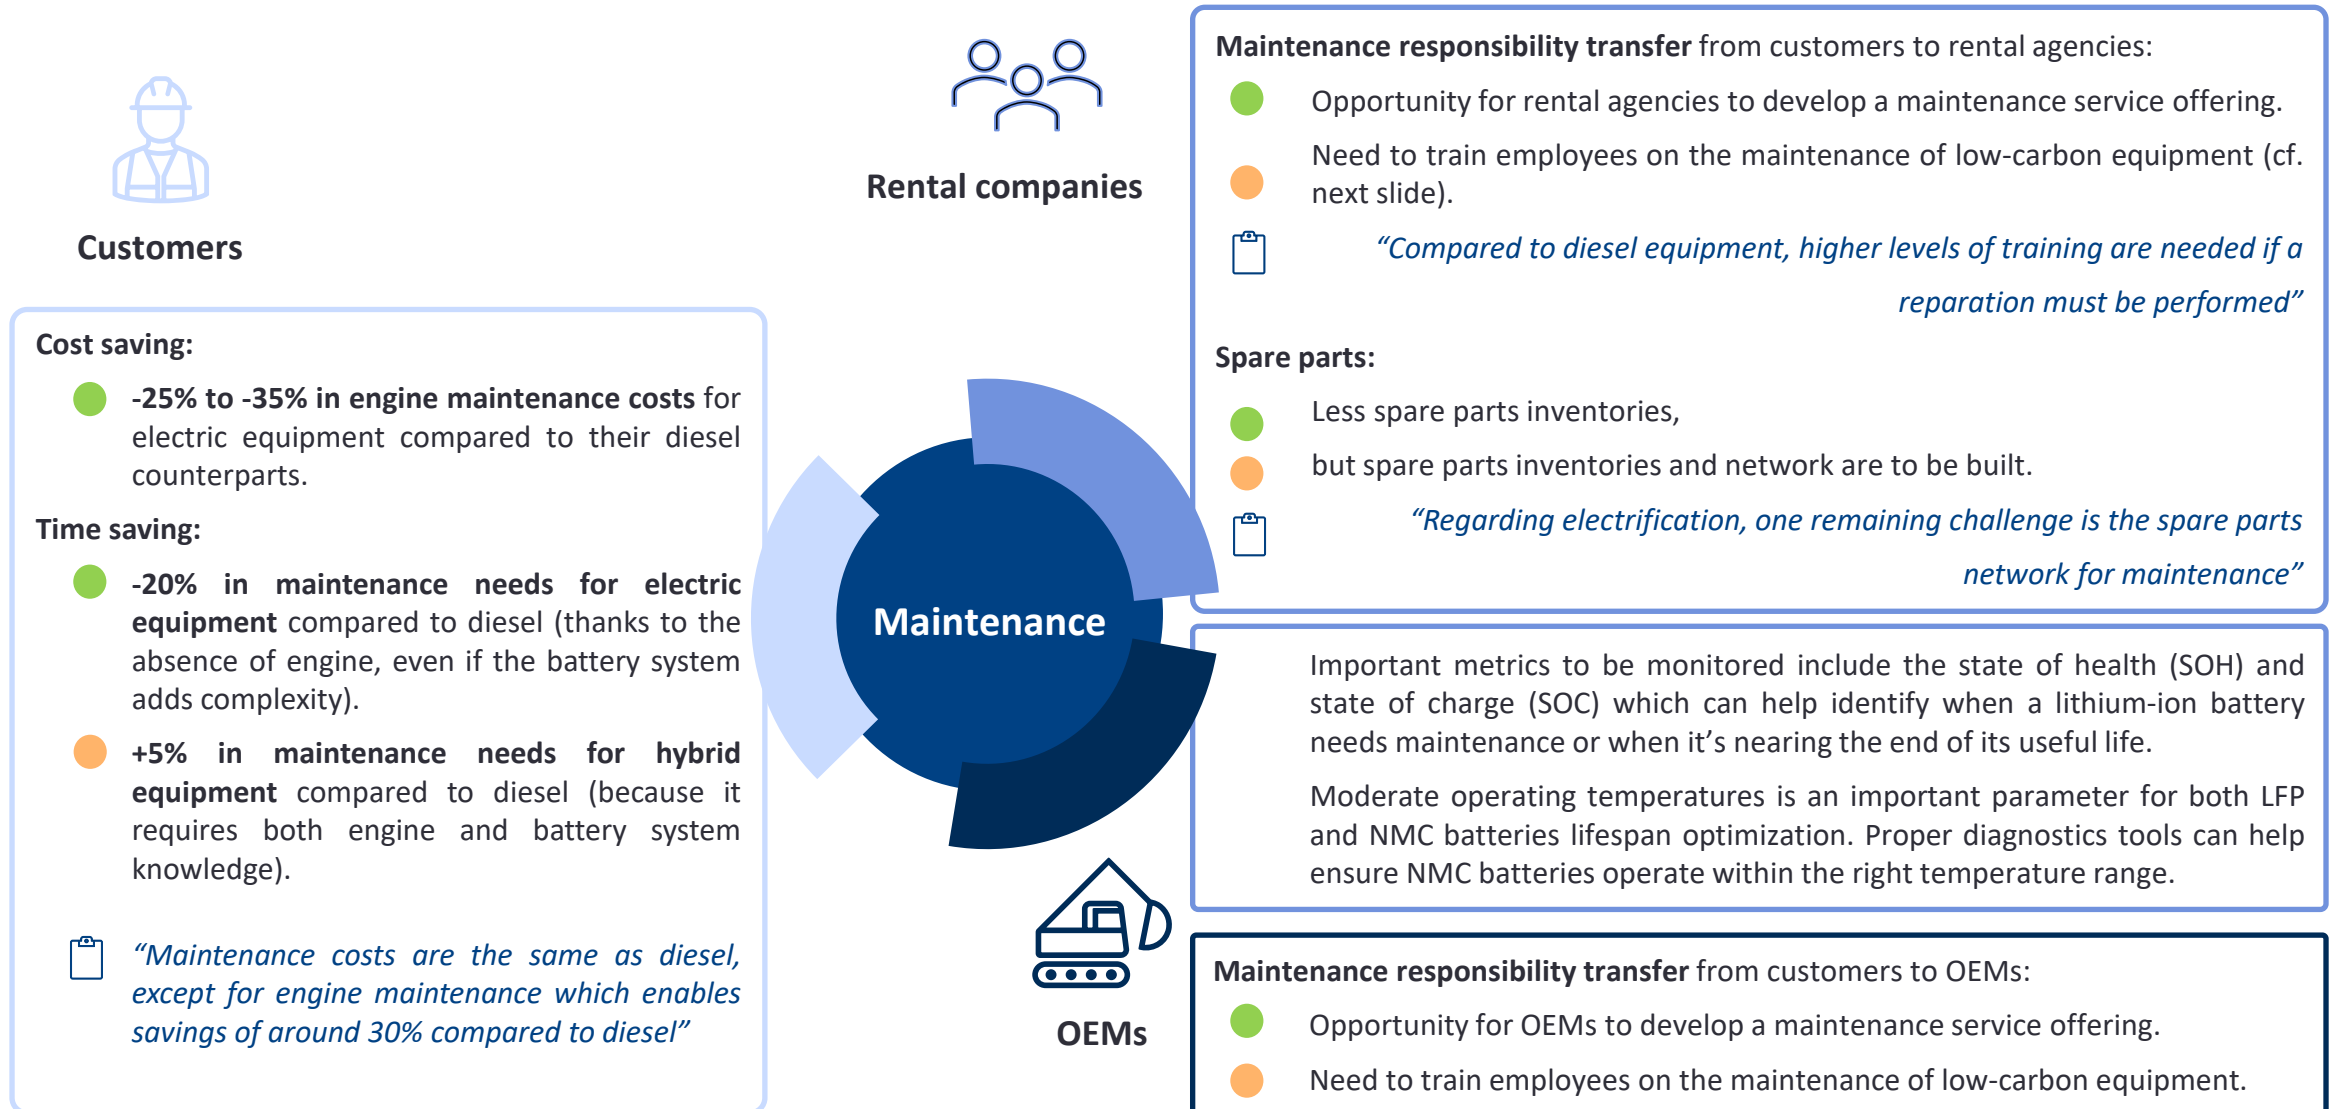 Customers
Cost saving:
-25% to -35% in engine maintenance costs for
electric equipment compared to their diesel
counterparts.
Time saving:
-20% in maintenance needs for electric
equipment compared to diesel (thanks to the
absence of engine, even if the battery system
adds complexity).
+5% in maintenance needs for hybrid
equipment compared to diesel (because it
requires both engine and battery system
knowledge).
“Maintenance costs are the same as diesel,
except for engine maintenance which enables
savings of around 30% compared to diesel”
Maintenance
Rental companies
Maintenance responsibility transfer from customers to rental agencies:
Opportunity for rental agencies to develop a maintenance service offering.
Need to train employees on the maintenance of low-carbon equipment (cf.
next slide).
“Compared to diesel equipment, higher levels of training are needed if a
reparation must be performed”
Spare parts:
Less spare parts inventories,
but spare parts inventories and network are to be built.
“Regarding electrification, one remaining challenge is the spare parts
network for maintenance”
Important metrics to be monitored include the state of health (SOH) and
state of charge (SOC) which can help identify when a lithium-ion battery
needs maintenance or when it’s nearing the end of its useful life.
Moderate operating temperatures is an important parameter for both LFP
and NMC batteries lifespan optimization. Proper diagnostics tools can help
ensure NMC batteries operate within the right temperature range.
OEMs
Maintenance responsibility transfer from customers to OEMs:
Opportunity for OEMs to develop a maintenance service offering.
Need to train employees on the maintenance of low-carbon equipment.